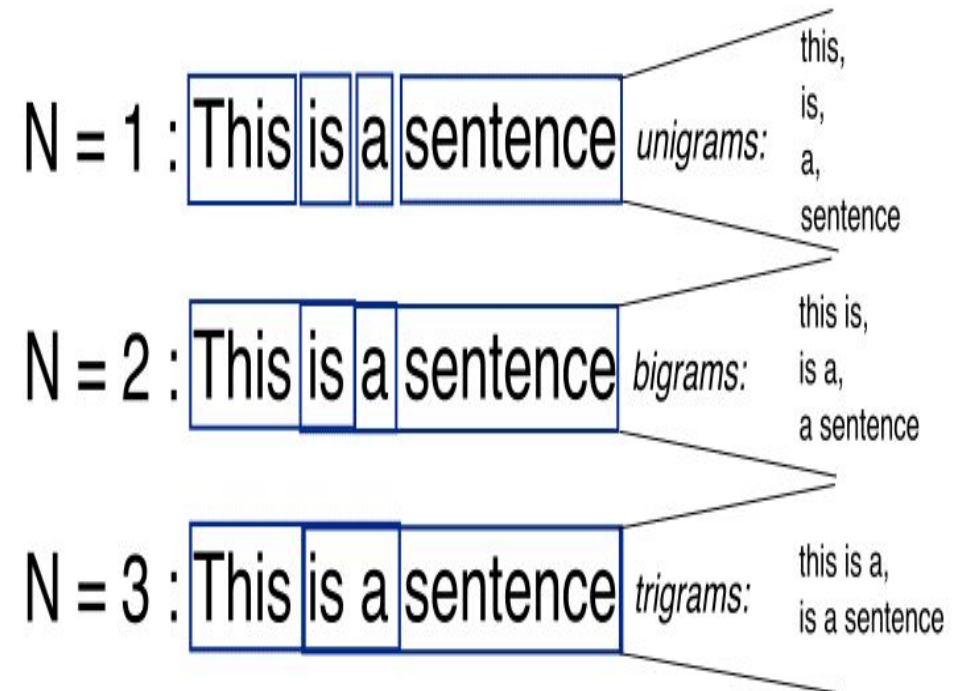 N = 1 : This is a sentence unigrams:
this,
is,
a,
sentence
N = 2 : This is a sentence bigrams:
this is,
is a,
a sentence
N = 3 : This is a sentence trigrams:
this is a,
is a sentence